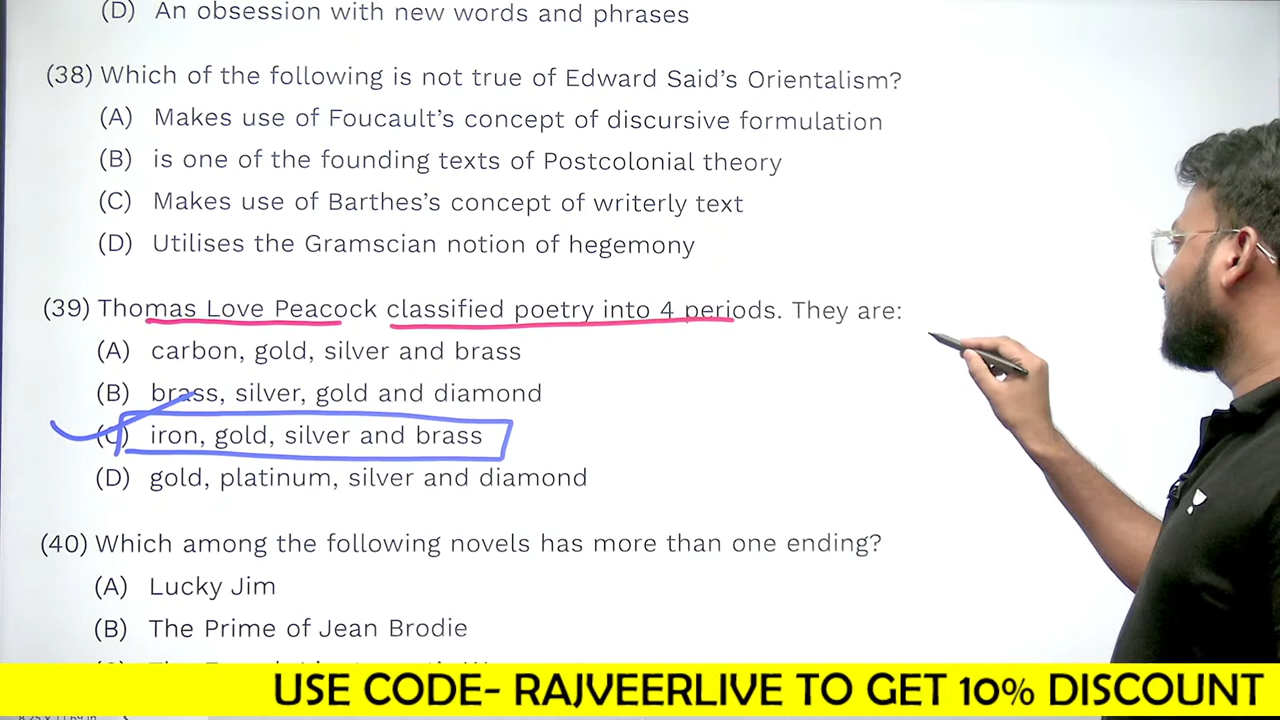 (D) An obsession with new words and phrases
(38) Which of the following is not true of Edward Said's Orientalism?
(A) Makes use of Foucault's concept of discursive formulation
(B) is one of the founding texts of Postcolonial theory
(C) Makes use of Barthes's concept of writerly text
(D) Utilises the Gramscian notion of hegemony
(39) Thomas Love Peacock classified poetry into 4 periods. They are:
(A) carbon, gold, silver and brass
(B) brass, silver, gold and diamond
(C) iron, gold, silver and brass
(D) gold, platinum, silver and diamond
(40) Which among the following novels has more than one ending?
(A) Lucky Jim
(B) The Prime of Jean Brodie
USE CODE- RAJVEERLIVE TO GET 10% DISCOUNT